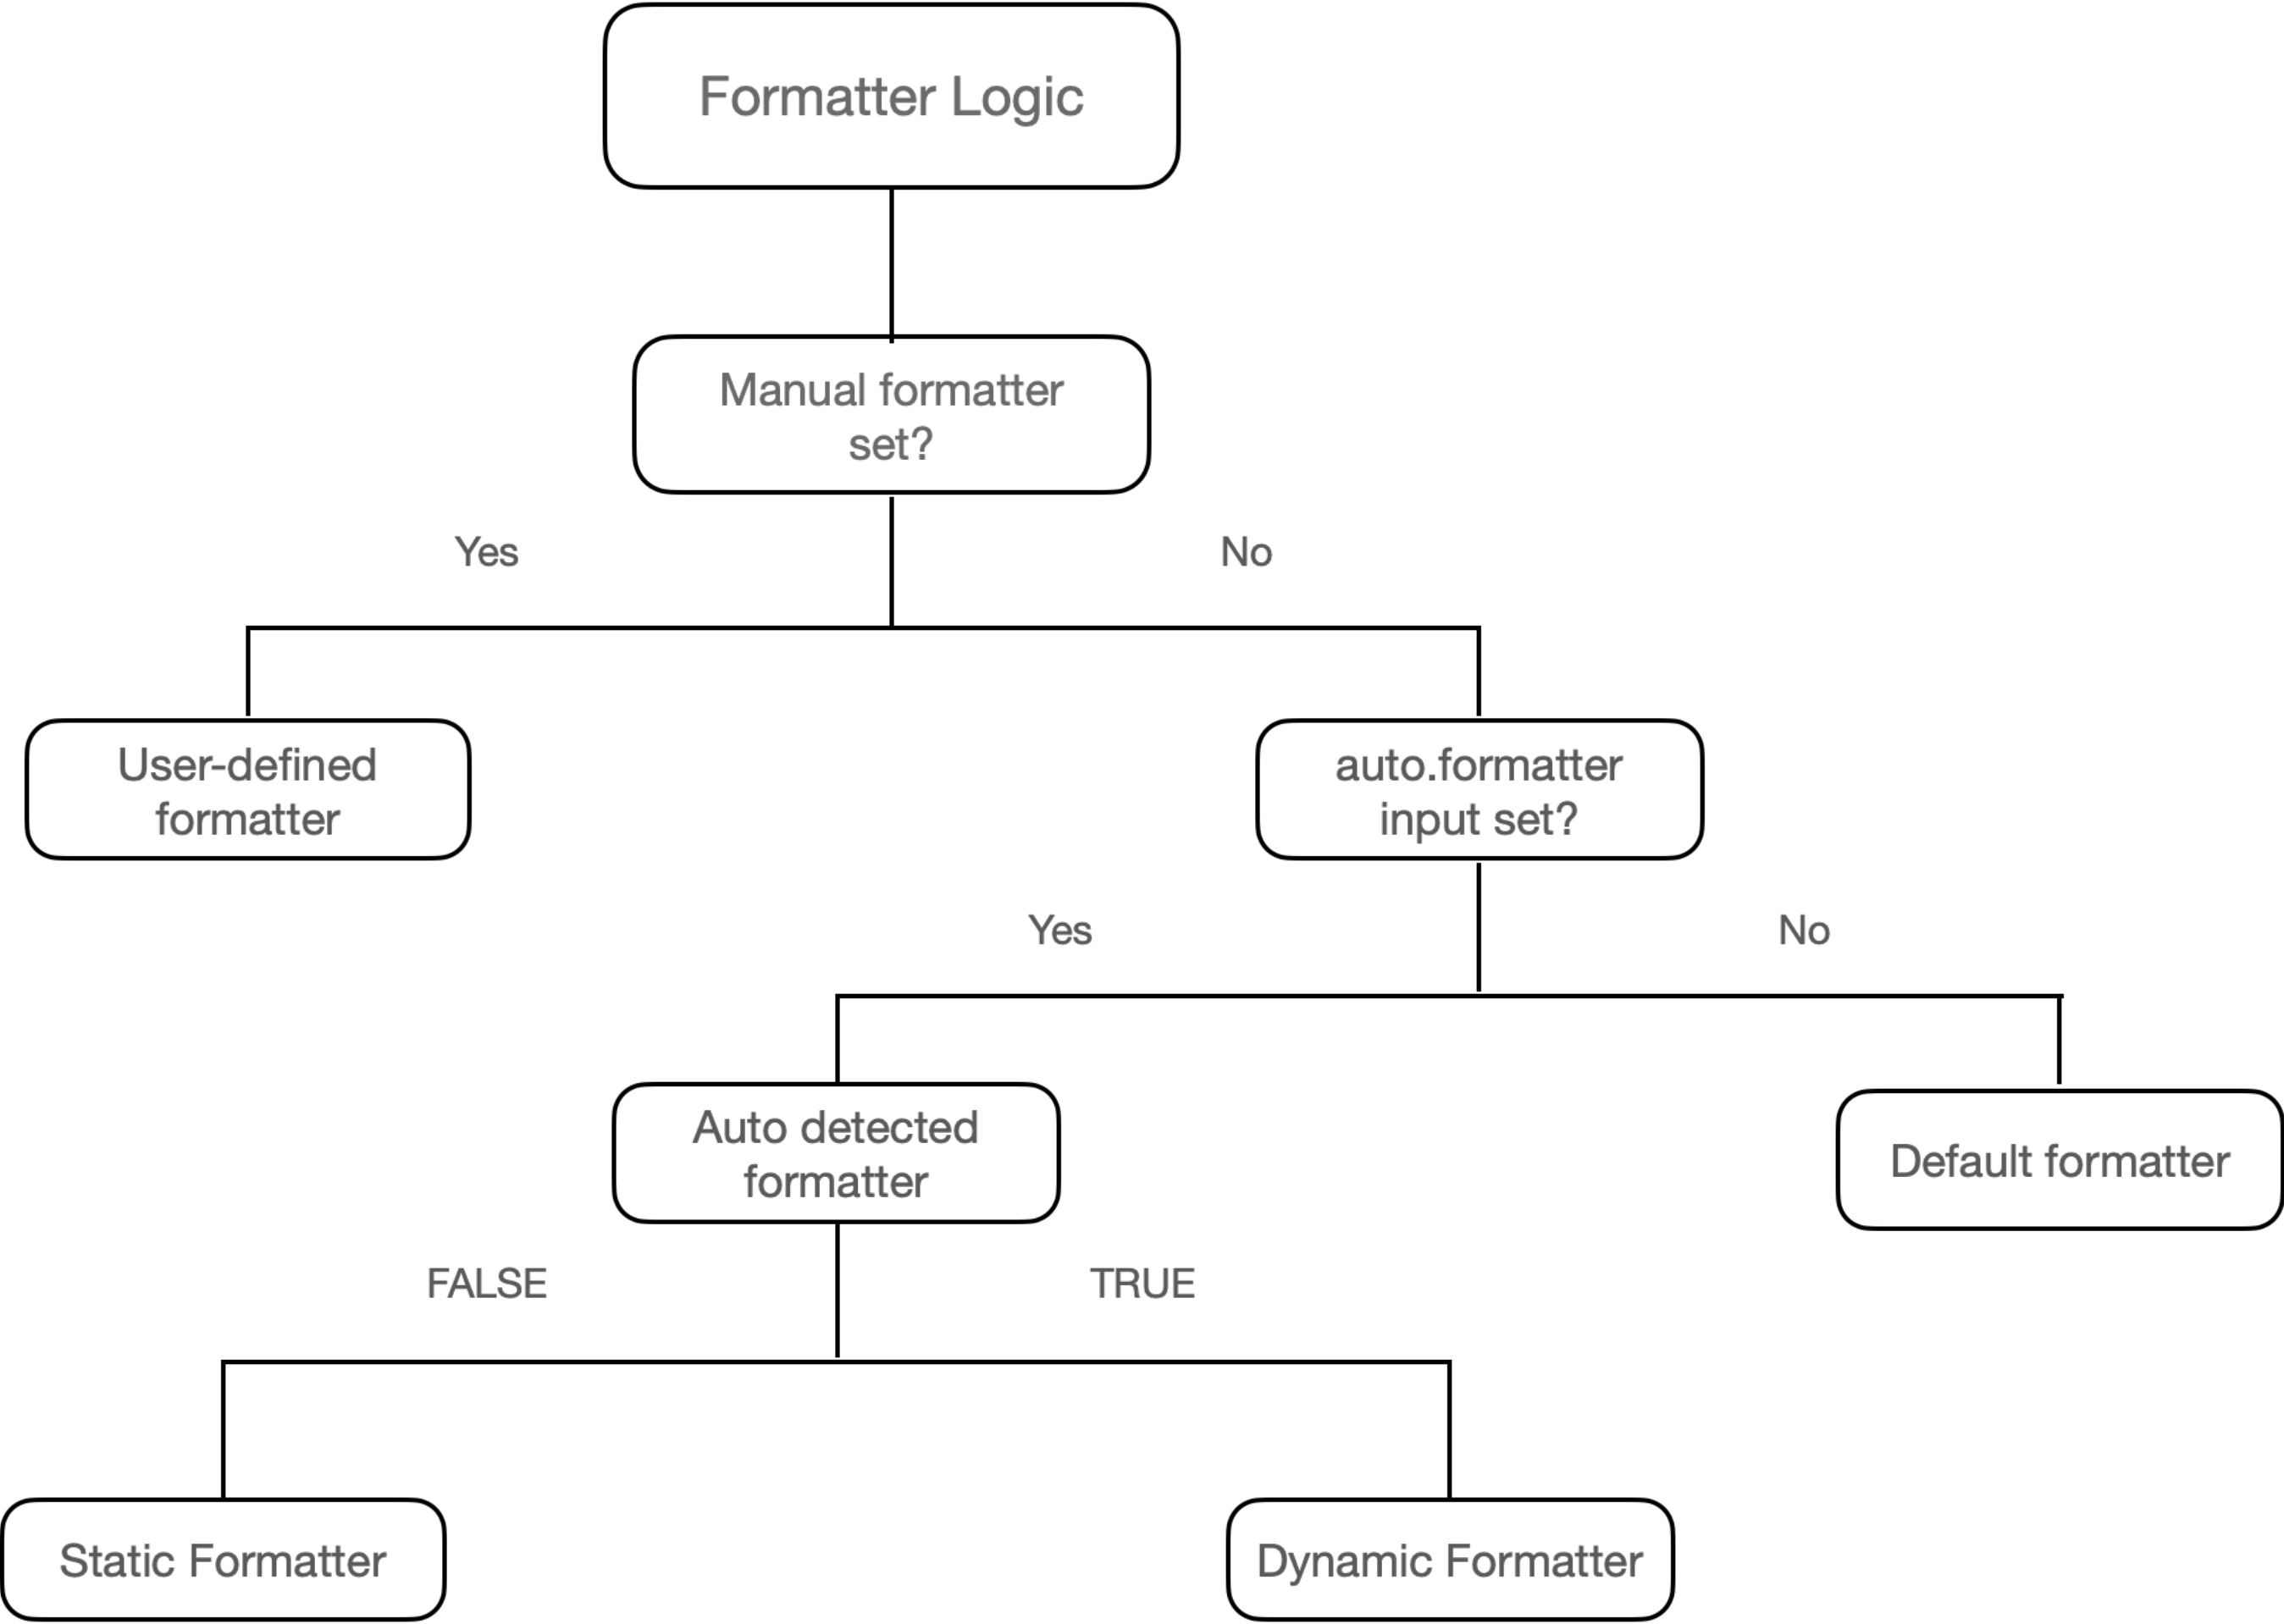 Formatter Logic
Manual formatter
set?
Yes
No
User-defined
formatter
auto.formatter
input set?
Yes
No
Auto detected
formatter
Default formatter
FALSE
TRUE
Static Formatter
Dynamic Formatter